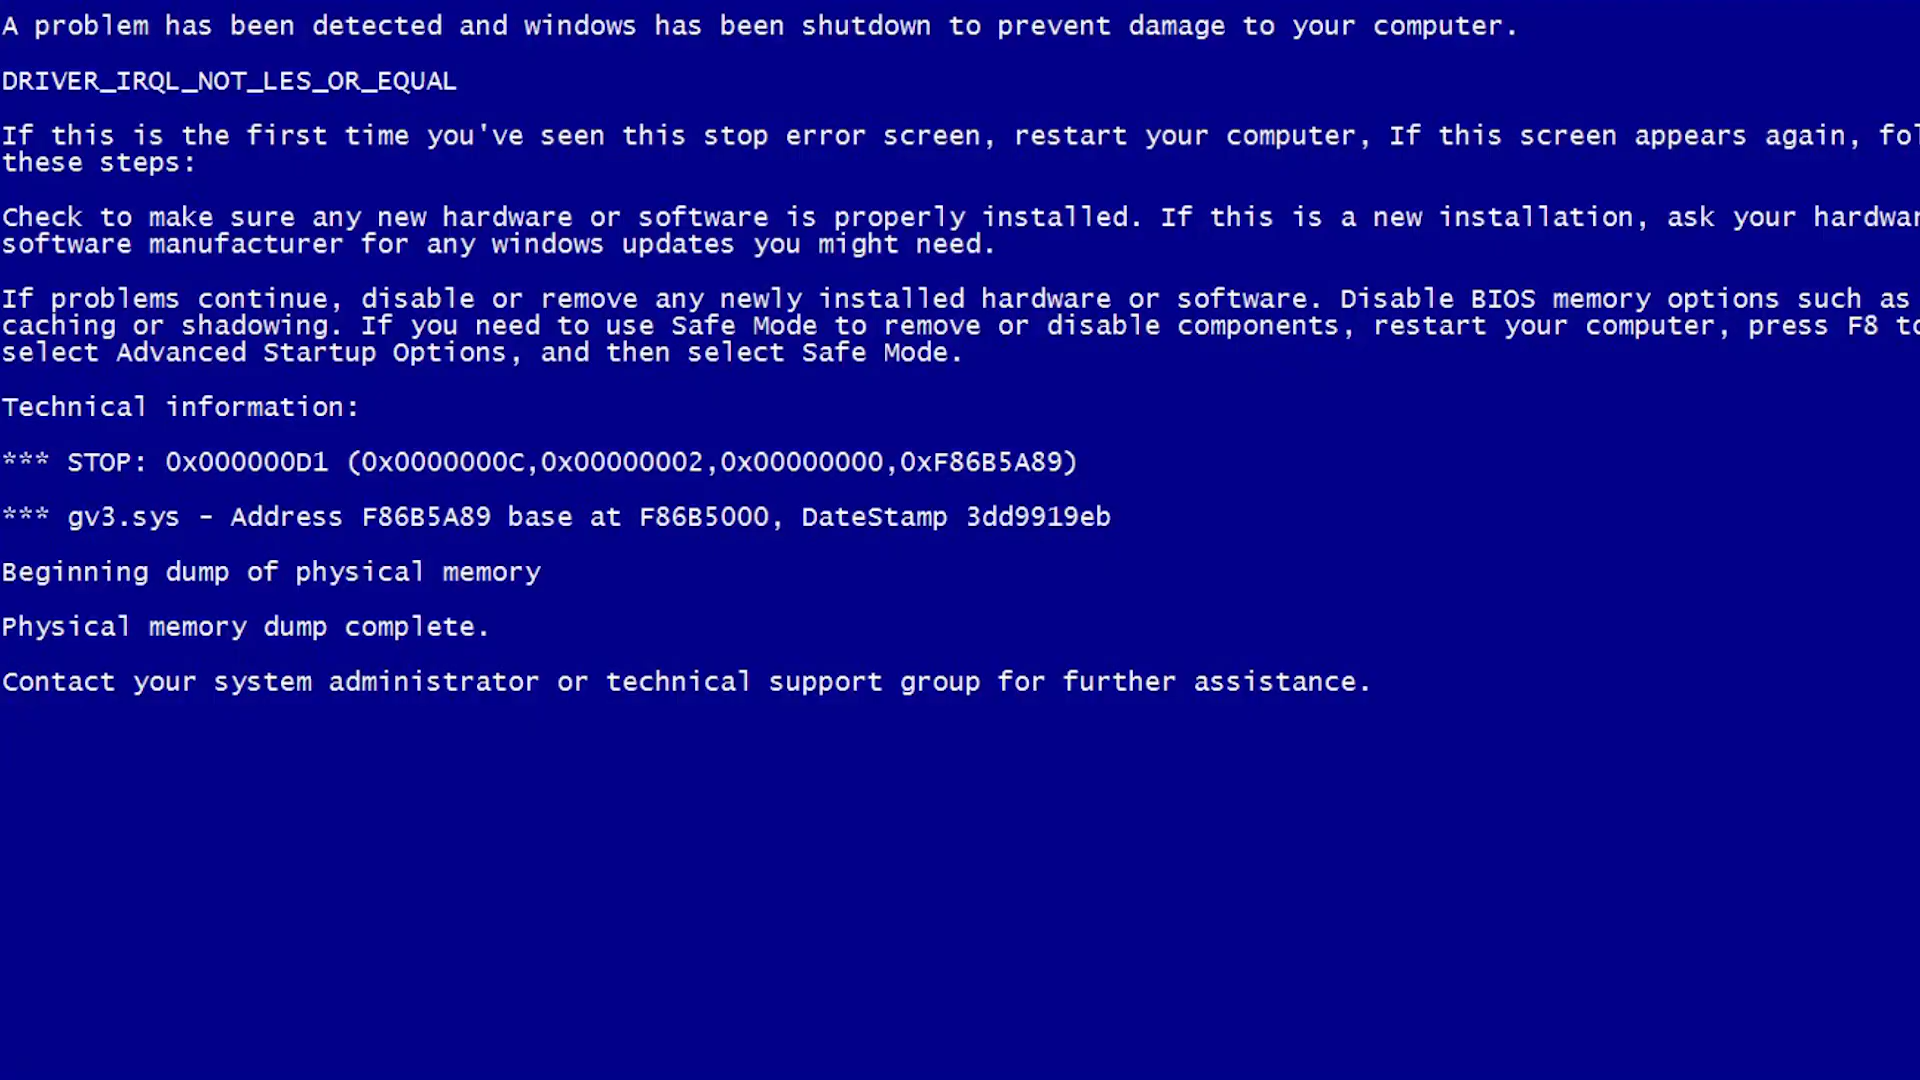 A problem has been detected and windows has been shutdown to prevent damage to your computer.
DRIVER_IRQL_NOT_LES_OR_EQUAL
If this is the first time you've seen this stop error screen, restart your computer, If this screen appears again, fol
these steps:
Check to make sure any new hardware or software is properly installed. If this is a new installation, ask your hardwar
software manufacturer for any windows updates you might need.
If problems continue, disable or remove any newly installed hardware or software. Disable BIOS memory options such as
caching or shadowing. If you need to use Safe Mode to remove or disable components, restart your computer, press F8 to
select Advanced Startup Options, and then select Safe Mode.
Technical information:
*** STOP: 0x000000D1 (0x0000000C,0x00000002,0x00000000,0xF86B5A89)
*** gv3.sys - Address F86B5A89 base at F86B5000, DateStamp 3dd9919eb
Beginning dump of physical memory
Physical memory dump complete.
Contact your system administrator or technical support group for further assistance.